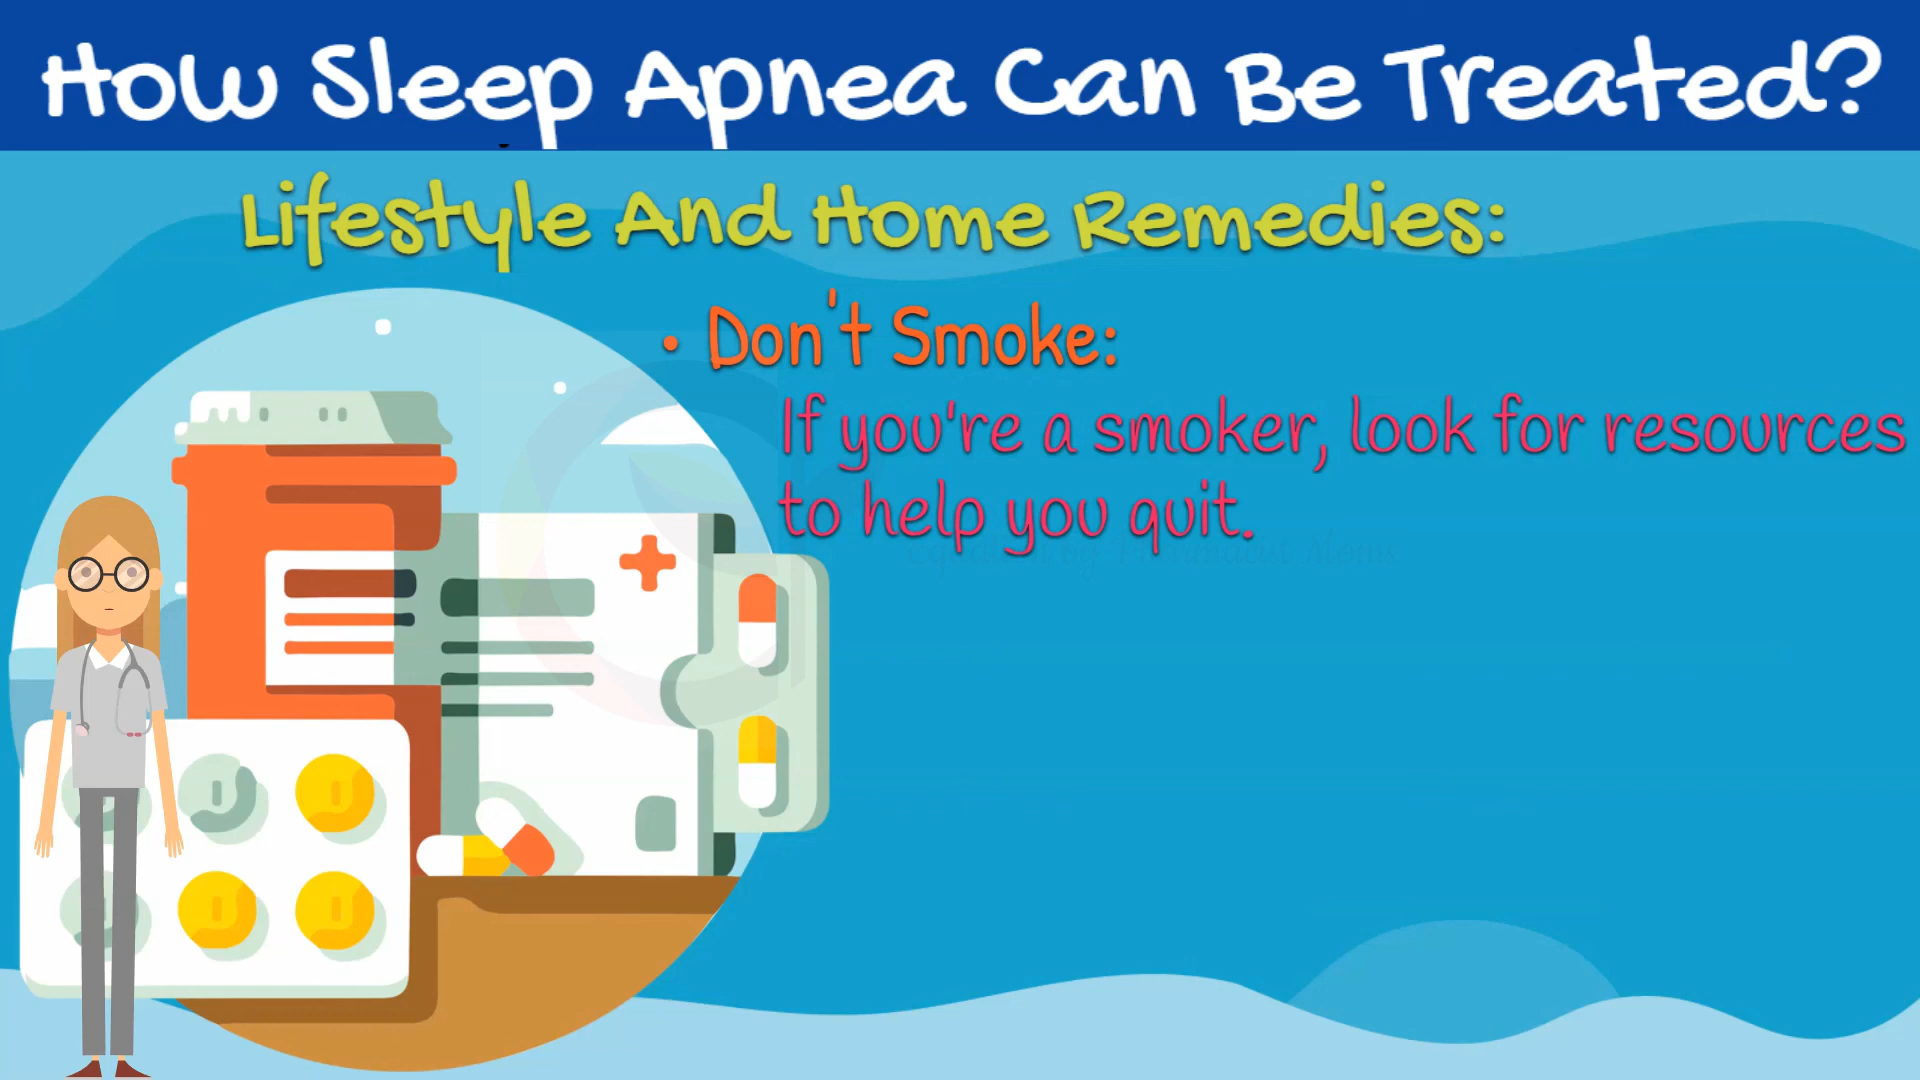 How Sleep Apnea Can Be Treated?
Lifestyle And Home Remedies:
• Don't Smoke:
If you're a smoker, look for resources
to help you quit.